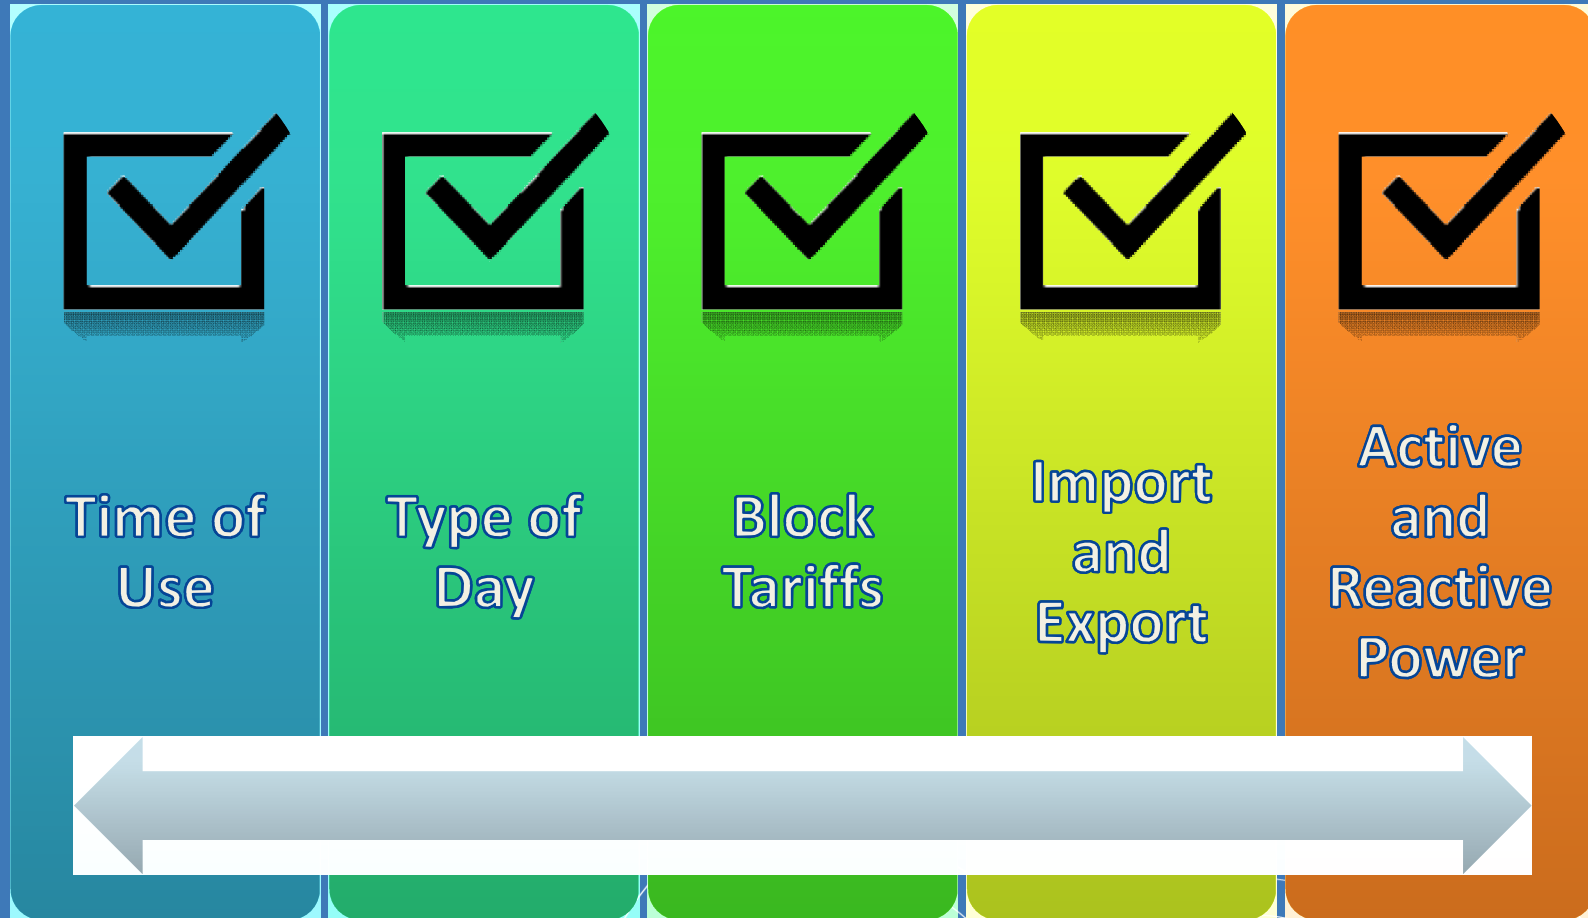 Time of
Use
Type of
Day
Block
Tariffs
Import
and
Export
Active
and
Reactive
Power